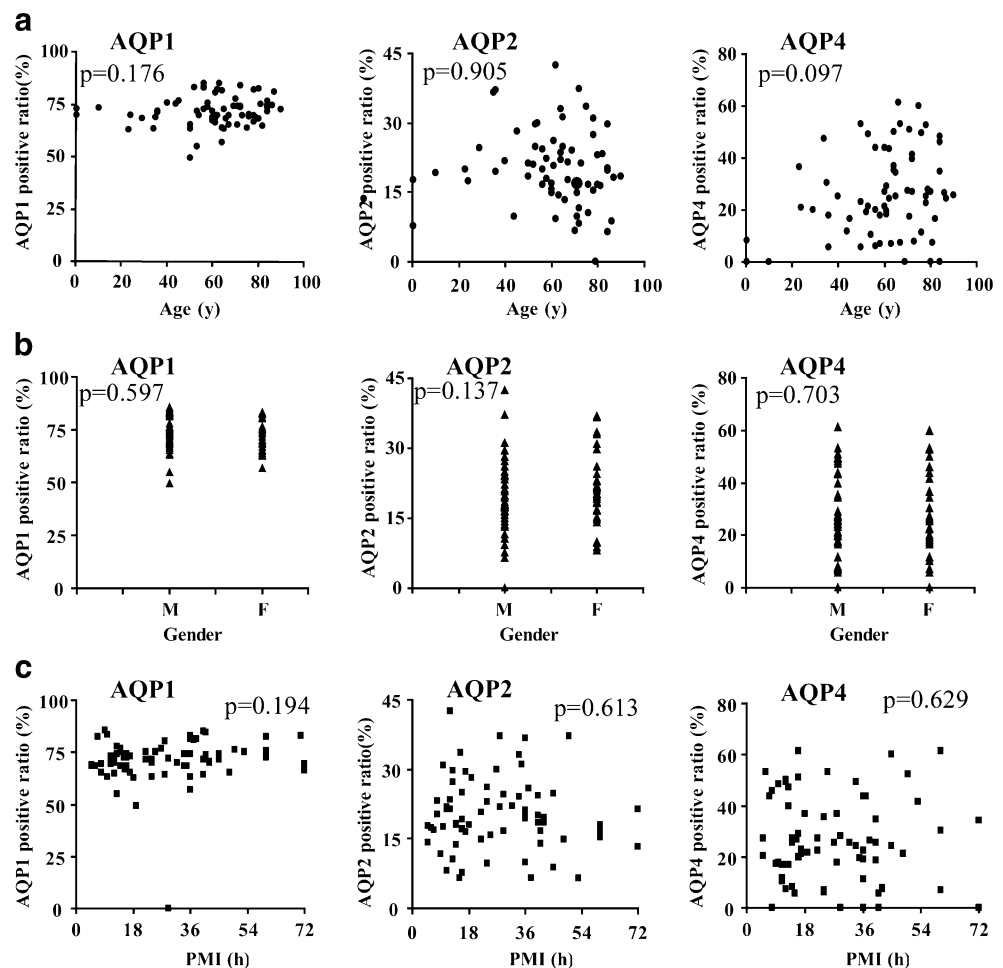 a
AQP1 AQP2 AQP4
p=0.176 p=0.905 p=0.097
AQP1 positive ratio(%)
100
75
50
25
0
0 20 40 60 80 100
Age (y)
AQP2 positive ratio (%)
45
30
15
0
0 20 40 60 80 100
Age (y)
AQP4 positive ratio (%)
80
60
40
20
0
0 20 40 60 80 100
Age (y)
b
AQP1 AQP2 AQP4
p=0.597 p=0.137 p=0.703
AQP1 positive ratio (%)
100
75
50
25
0
M F
Gender
AQP2 positive ratio (%)
45
30
15
0
M F
Gender
AQP4 positive ratio (%)
80
60
40
20
0
M F
Gender
c
AQP1 AQP2 AQP4
p=0.194 p=0.613 p=0.629
AQP1 positive ratio (%)
100
75
50
25
0
0 18 36 54 72
PMI (h)
AQP2 positive ratio(%)
45
30
15
0
0 18 36 54 72
PMI (h)
AQP4 positive ratio (%)
80
60
40
20
0
0 18 36 54 72
PMI (h)